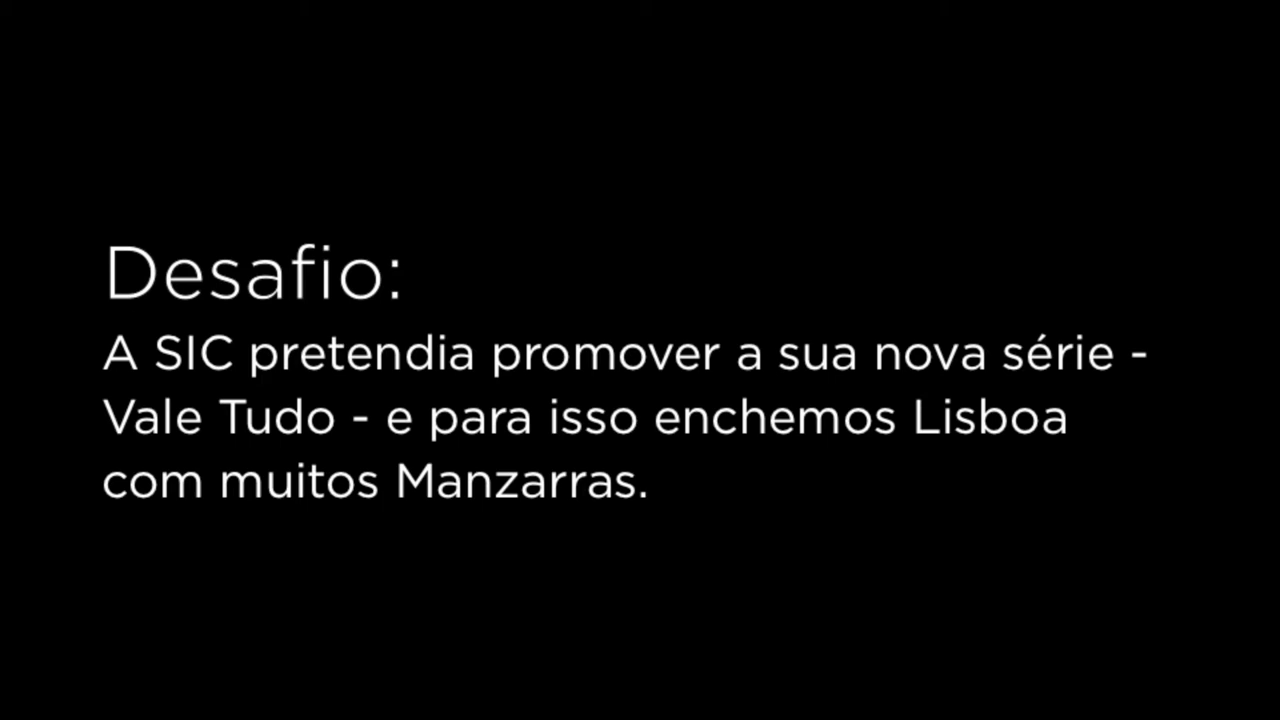 Desafio:
A SIC pretendia promover a sua nova série -
Vale Tudo - e para isso enchemos Lisboa
com muitos Manzarras.